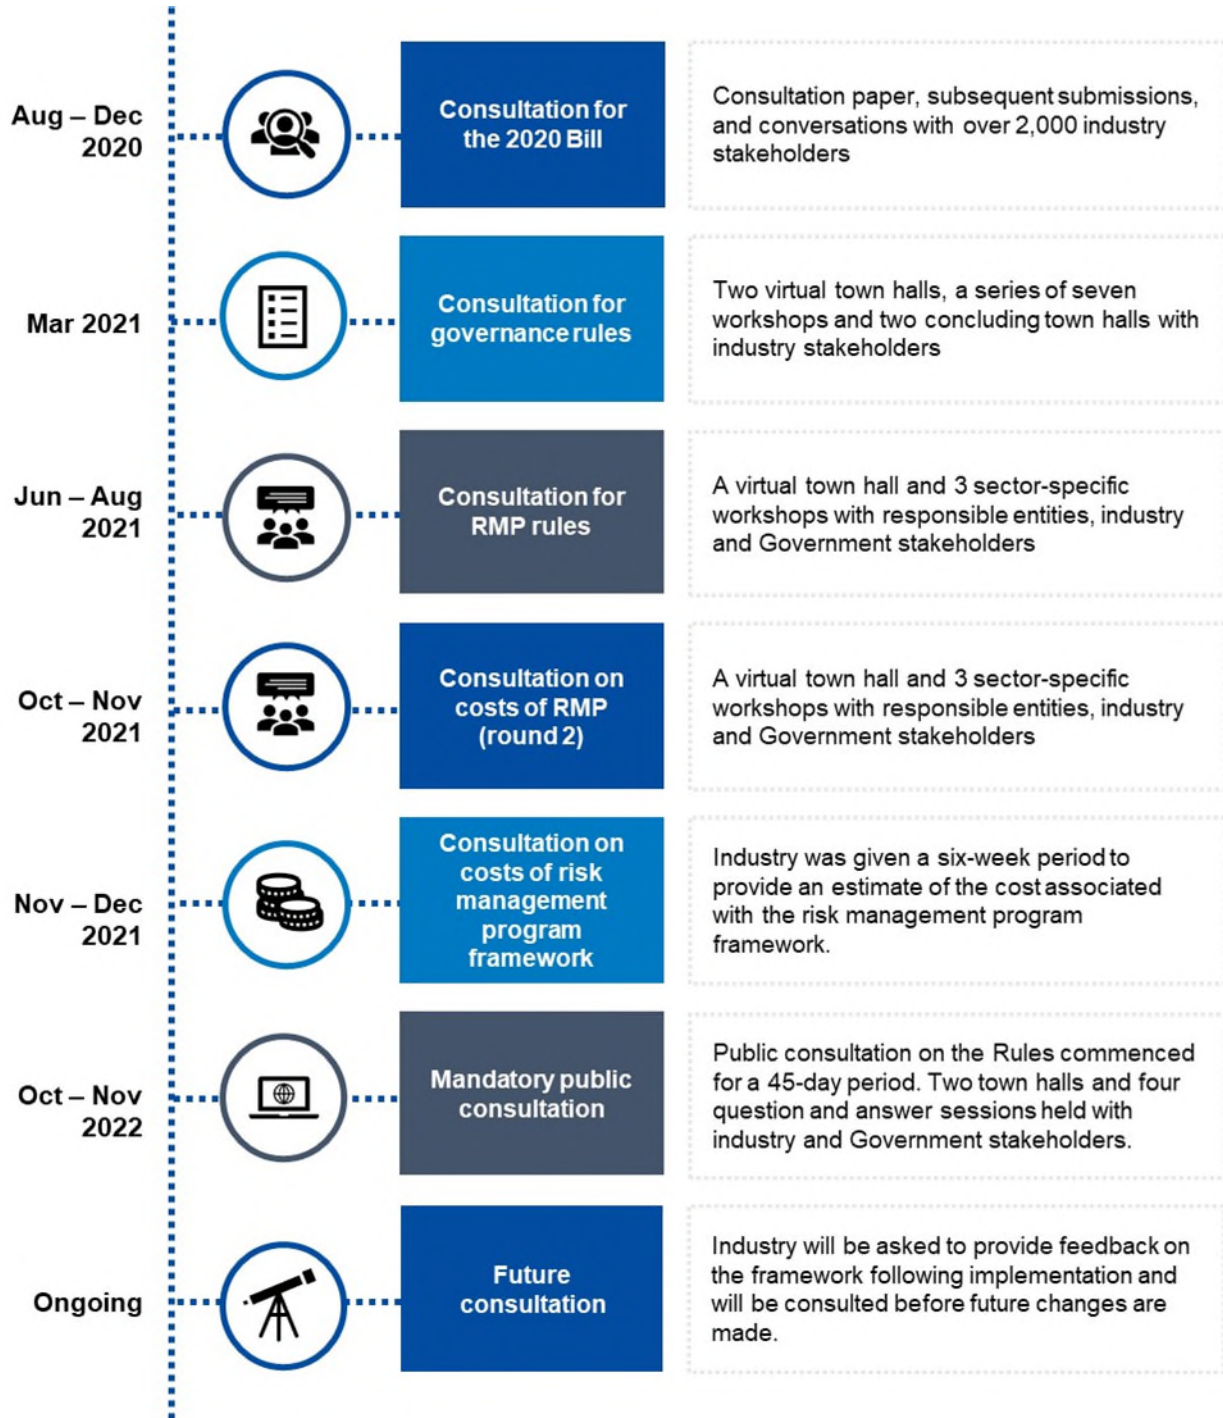 Aug – Dec
2020
Consultation for
the 2020 Bill
Consultation paper, subsequent submissions,
and conversations with over 2,000 industry
stakeholders
Mar 2021
Consultation for
governance rules
Two virtual town halls, a series of seven
workshops and two concluding town halls with
industry stakeholders
Jun – Aug
2021
Consultation for
RMP rules
A virtual town hall and 3 sector-specific
workshops with responsible entities, industry
and Government stakeholders
Oct – Nov
2021
Consultation on
costs of RMP
(round 2)
A virtual town hall and 3 sector-specific
workshops with responsible entities, industry
and Government stakeholders
Nov – Dec
2021
Consultation on
costs of risk
management
program
framework
Industry was given a six-week period to
provide an estimate of the cost associated
with the risk management program
framework.
Oct – Nov
2022
Mandatory public
consultation
Public consultation on the Rules commenced
for a 45-day period. Two town halls and four
question and answer sessions held with
industry and Government stakeholders.
Ongoing
Future
consultation
Industry will be asked to provide feedback on
the framework following implementation and
will be consulted before future changes are
made.